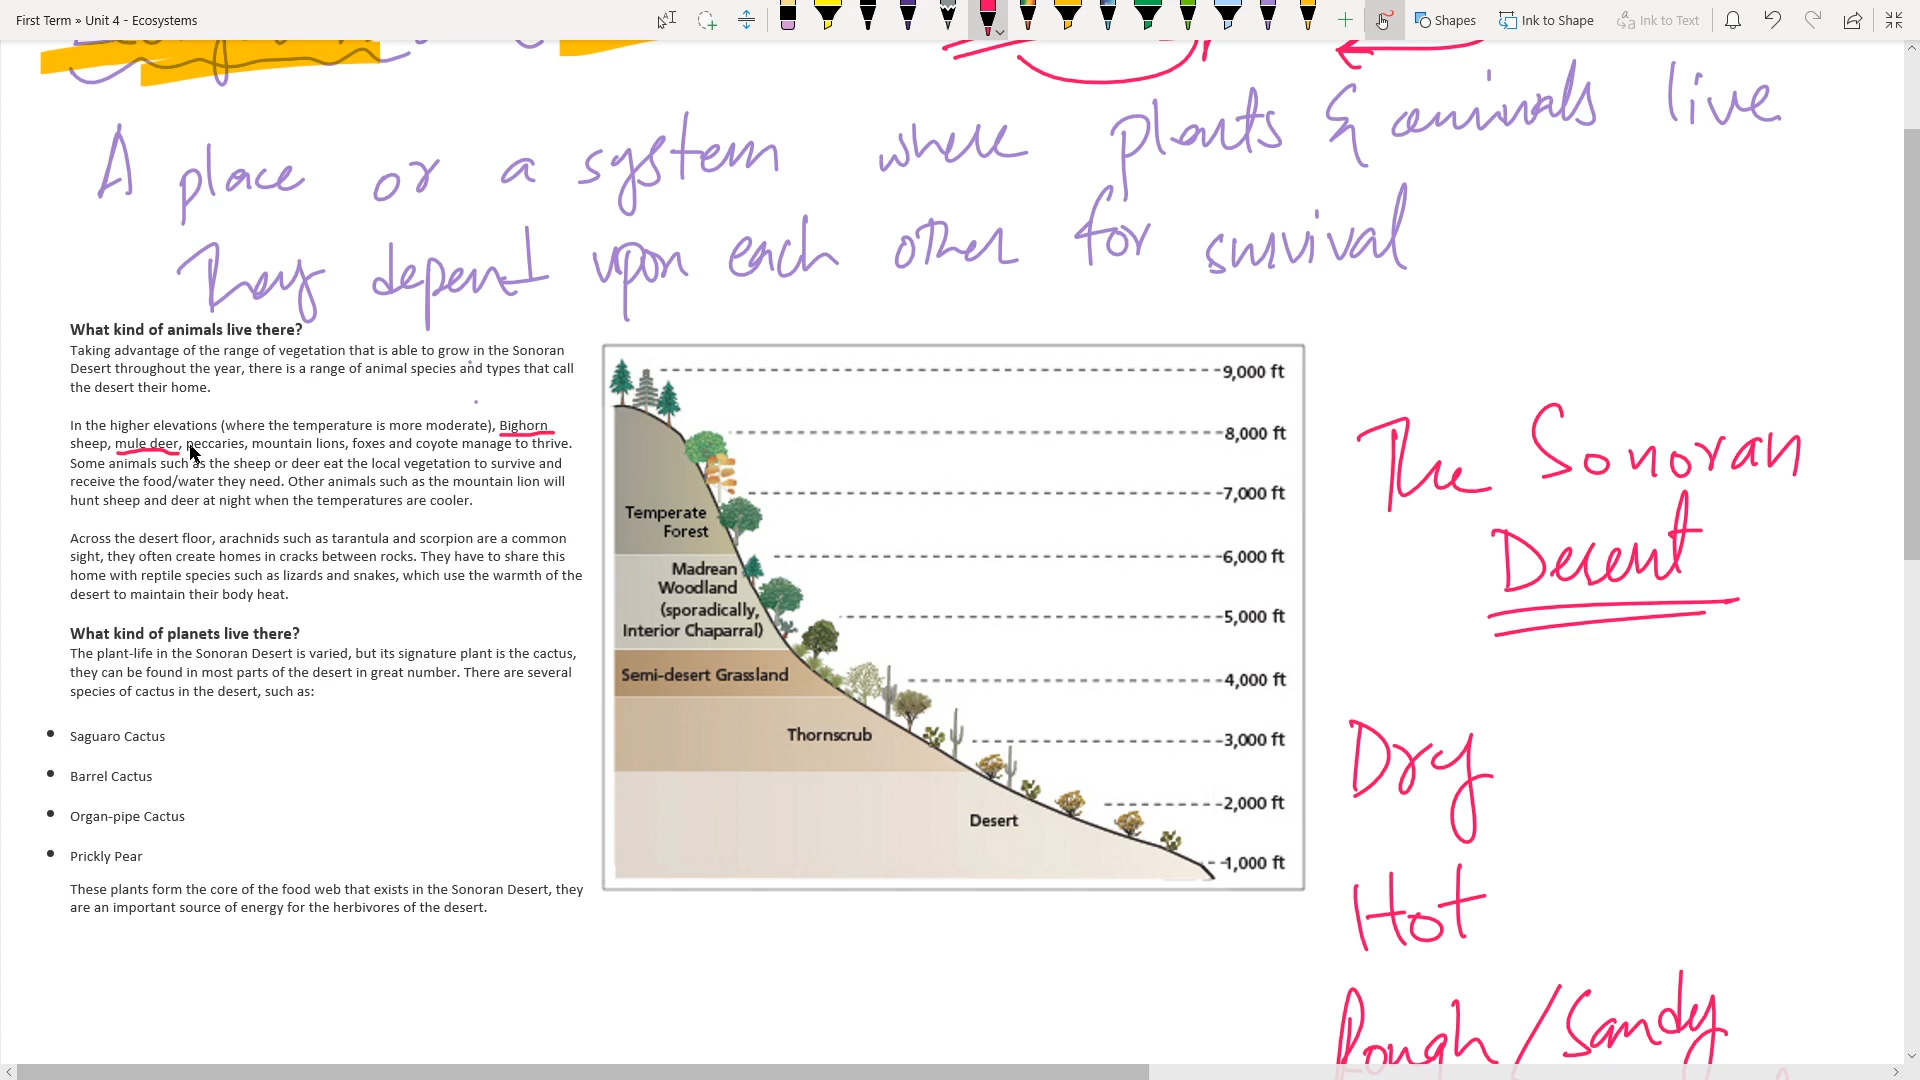 First Term » Unit 4 - Ecosystems
Shapes
Ink to Shape
Ink to Text
A place or a system where plants & animals live
They depend upon each other for survival
What kind of animals live there?
Taking advantage of the range of vegetation that is able to grow in the Sonoran
Desert throughout the year, there is a range of animal species and types that call
the desert their home.
In the higher elevations (where the temperature is more moderate), Bighorn
sheep, mule deer, peccaries, mountain lions, foxes and coyote manage to thrive.
Some animals such as the sheep or deer eat the local vegetation to survive and
receive the food/water they need. Other animals such as the mountain lion will
hunt sheep and deer at night when the temperatures are cooler.
Across the desert floor, arachnids such as tarantula and scorpion are a common
sight, they often create homes in cracks between rocks. They have to share this
home with reptile species such as lizards and snakes, which use the warmth of the
desert to maintain their body heat.
What kind of planets live there?
The plant-life in the Sonoran Desert is varied, but its signature plant is the cactus,
they can be found in most parts of the desert in great number. There are several
species of cactus in the desert, such as:
Saguaro Cactus
Barrel Cactus
Organ-pipe Cactus
Prickly Pear
These plants form the core of the food web that exists in the Sonoran Desert, they
are an important source of energy for the herbivores of the desert.
9,000 ft
8,000 ft
7,000 ft
Temperate
Forest
6,000 ft
Madrean
Woodland
(sporadically,
Interior Chaparral)
5,000 ft
Semi-desert Grassland
4,000 ft
Thornscrub
3,000 ft
2,000 ft
Desert
1,000 ft
The Sonoran
Desert
Dry
Hot
Rough / Sandy